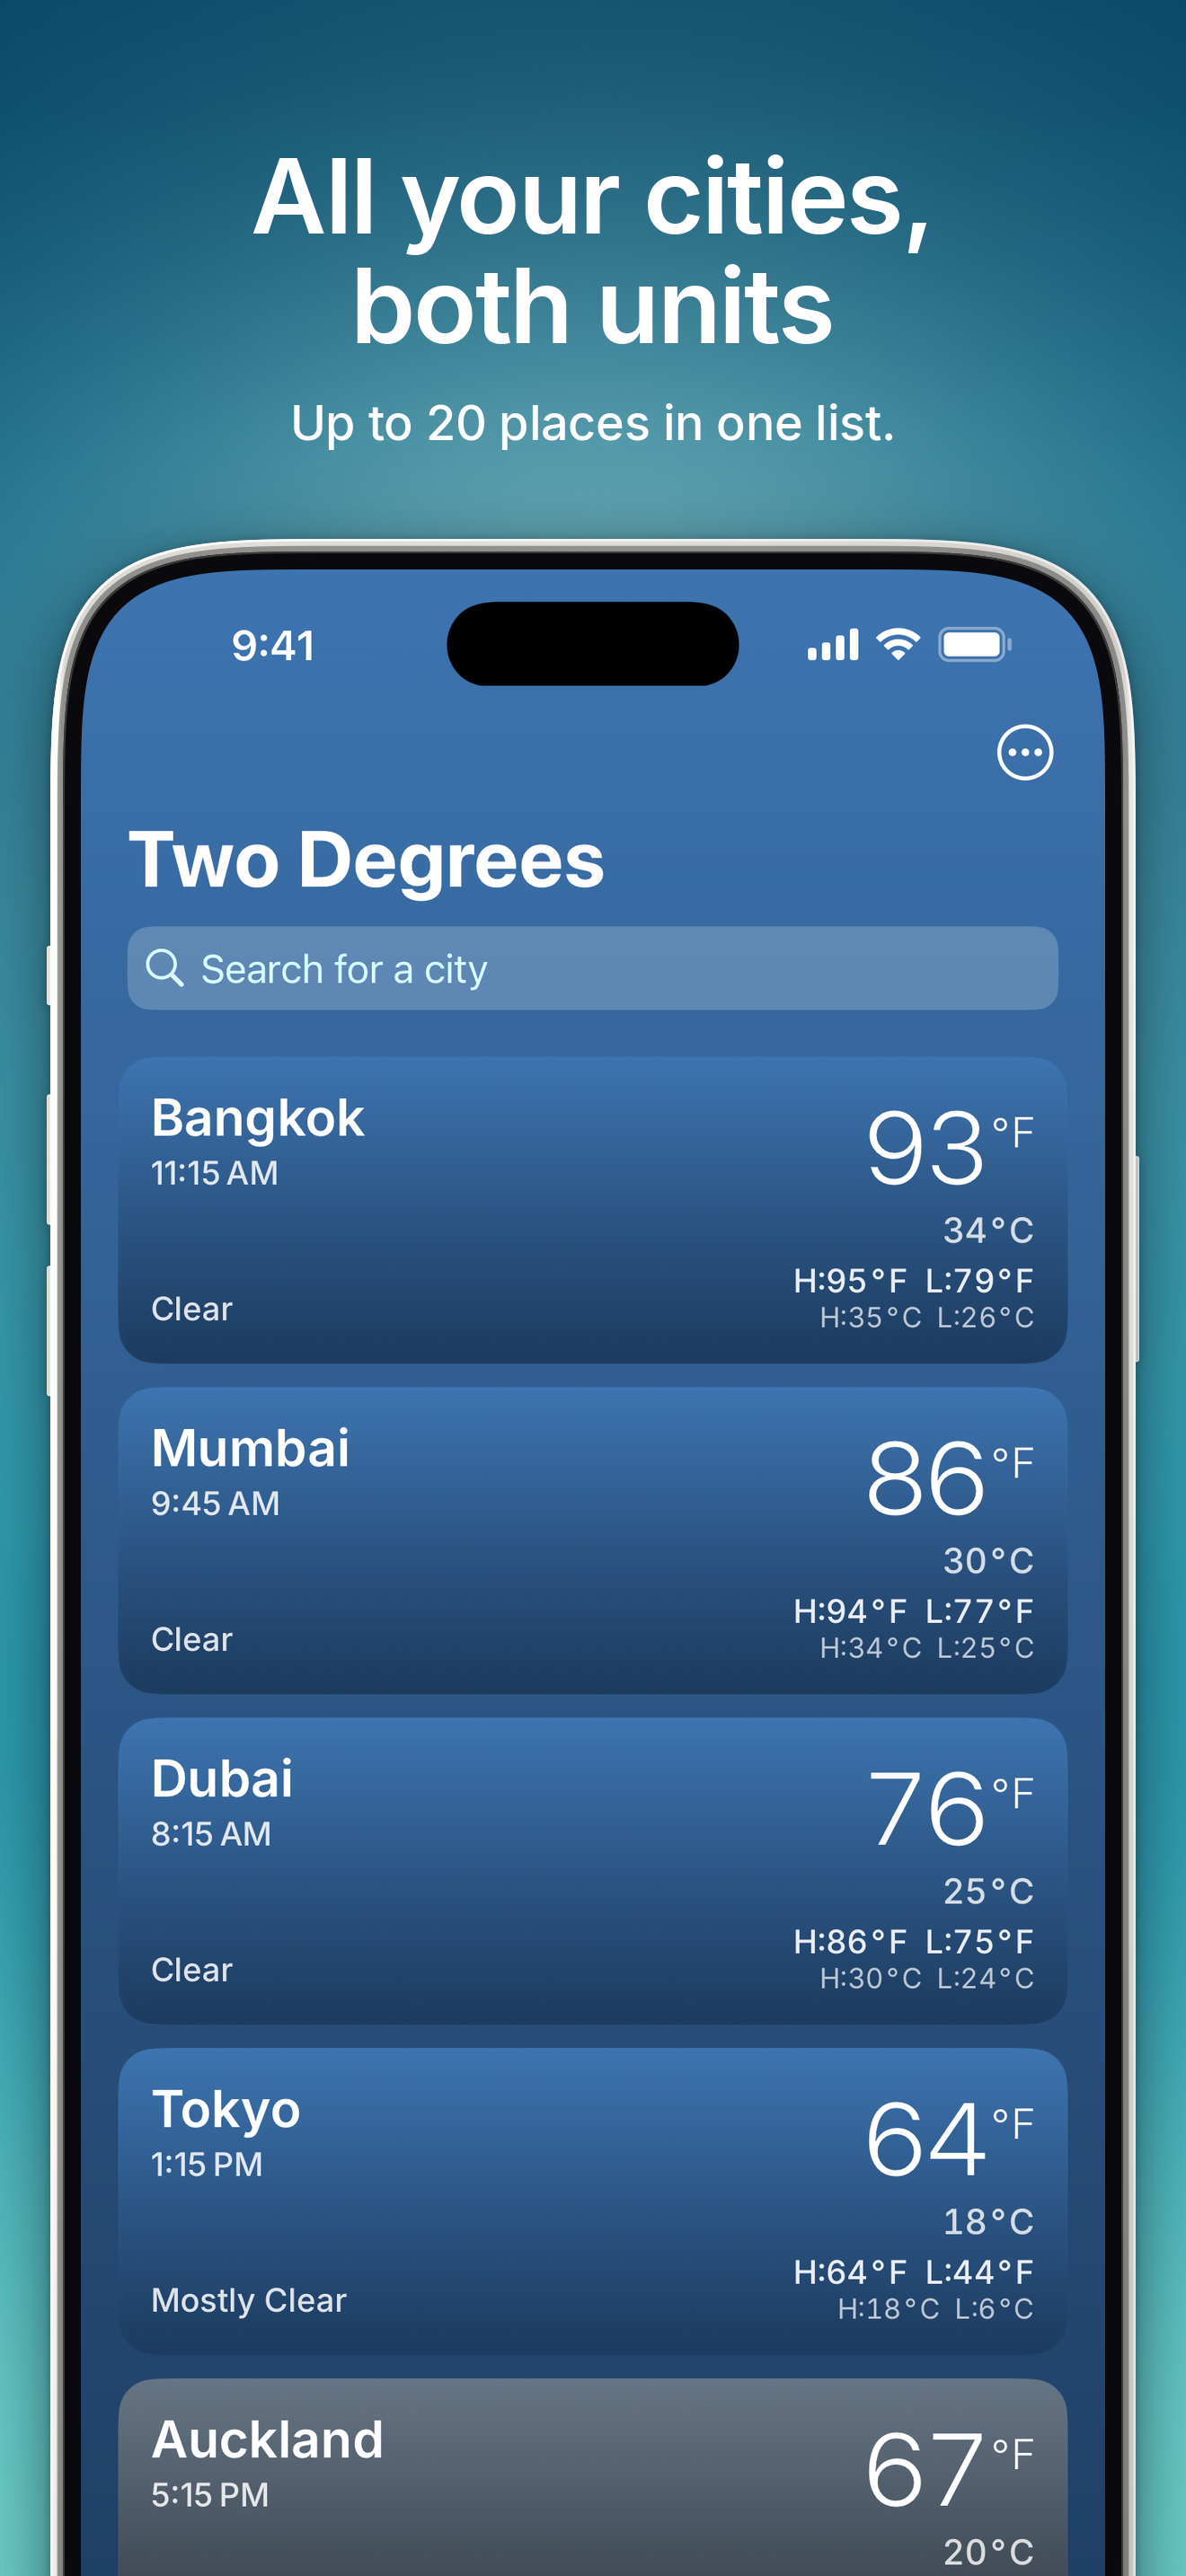 All your cities,
both units
Up to 20 places in one list.
9:41
Two Degrees
Search for a city
Bangkok
11:15 AM
93°F
34°C
H:95°F L:79°F
H:35°C L:26°C
Clear
Mumbai
9:45 AM
86°F
30°C
H:94°F L:77°F
H:34°C L:25°C
Clear
Dubai
8:15 AM
76°F
25°C
H:86°F L:75°F
H:30°C L:24°C
Clear
Tokyo
1:15 PM
64°F
18°C
H:64°F L:44°F
H:18°C L:6°C
Mostly Clear
Auckland
5:15 PM
67°F
20°C